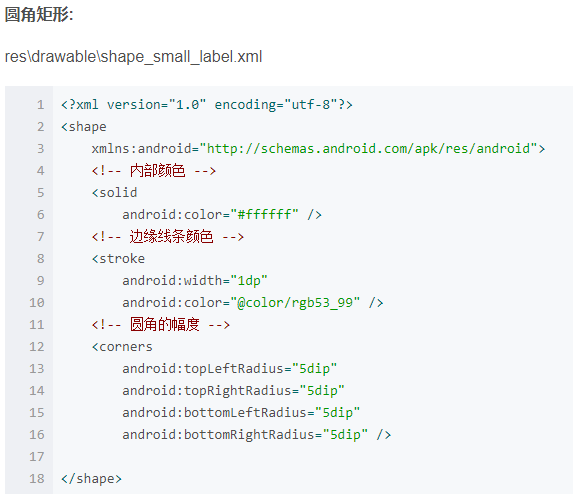 圆角矩形:
res\drawable\shape_small_label.xml
1 <?xml version="1.0" encoding="utf-8"?>
2 <shape
3 xmlns:android="http://schemas.android.com/apk/res/android">
4 <!-- 内部颜色 -->
5 <solid
6 android:color="#ffffff" />
7 <!-- 边缘线条颜色 -->
8 <stroke
9 android:width="1dp"
10 android:color="@color/rgb53_99" />
11 <!-- 圆角的幅度 -->
12 <corners
13 android:topLeftRadius="5dip"
14 android:topRightRadius="5dip"
15 android:bottomLeftRadius="5dip"
16 android:bottomRightRadius="5dip" />
17
18 </shape>